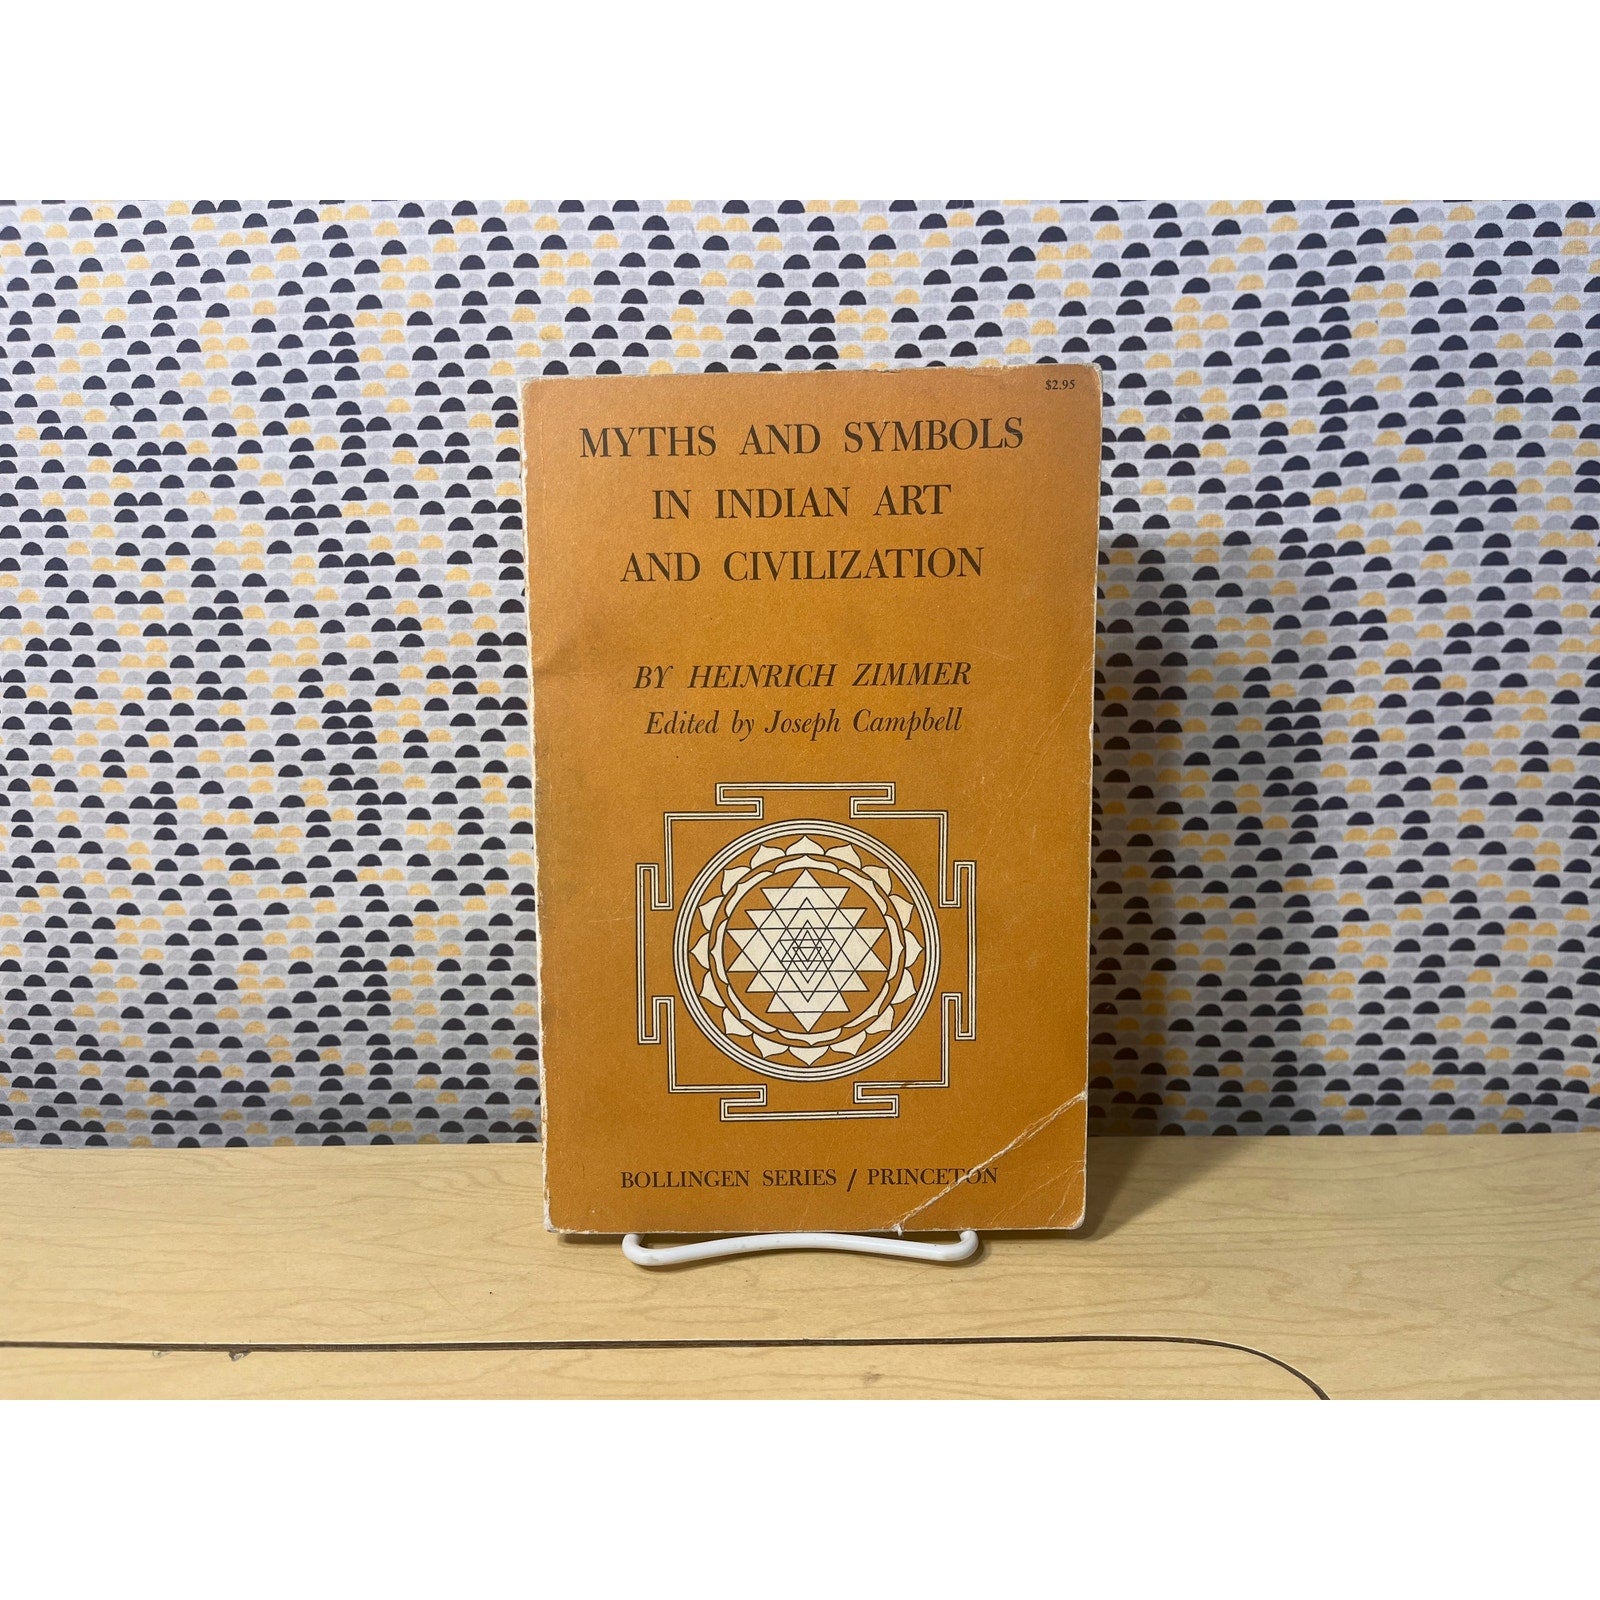 $2.95
MYTHS AND SYMBOLS
IN INDIAN ART
AND CIVILIZATION
BY HEINRICH ZIMMER
Edited by Joseph Campbell
BOLLINGEN SERIES / PRINCETON